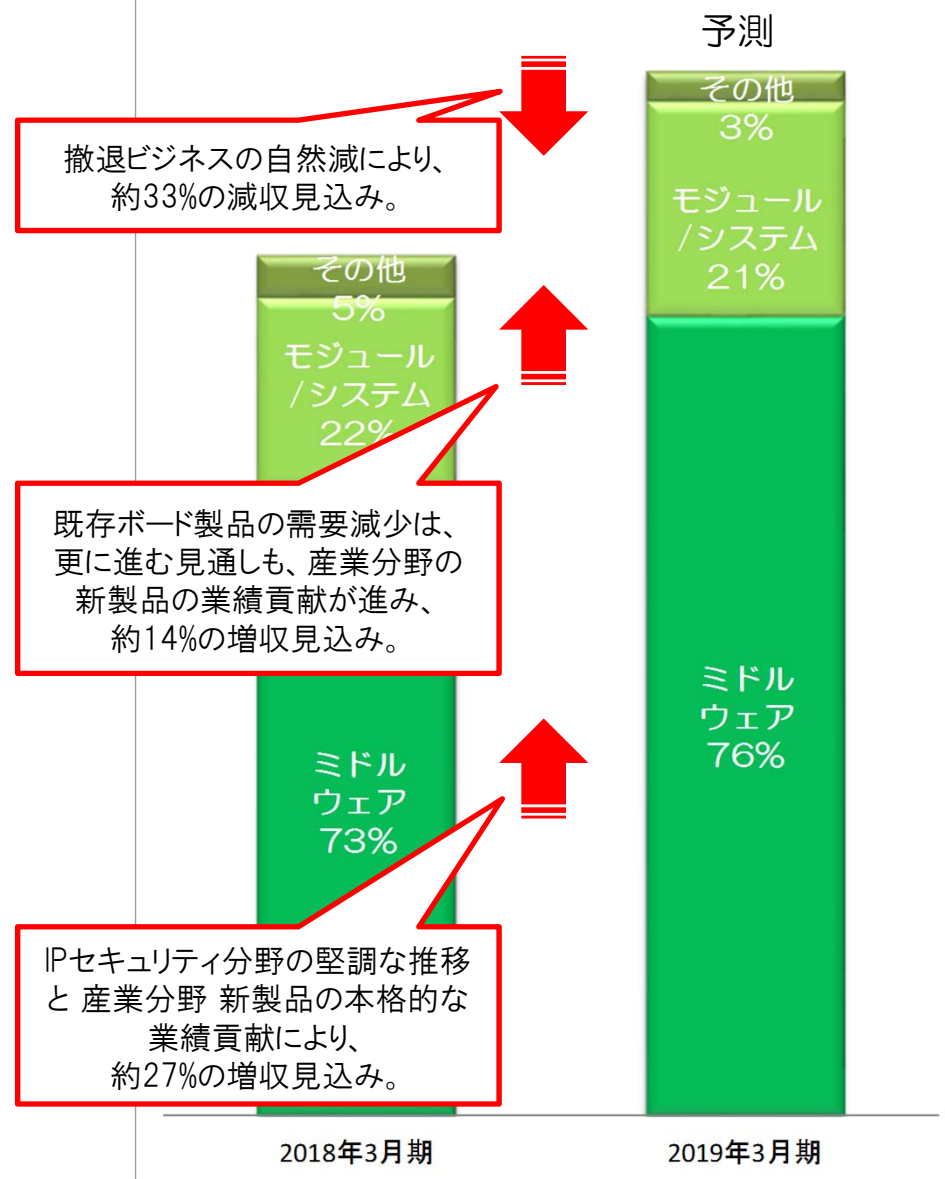 予測
その他
3%
モジュール
/システム
21%
ミドル
ウェア
76%
撤退ビジネスの自然減により、
約33%の減収見込み。
その他
5%
モジュール
/システム
22%
既存ボード製品の需要減少は、
更に進む見通しも、産業分野の
新製品の業績貢献が進み、
約14%の増収見込み。
ミドル
ウェア
73%
IPセキュリティ分野の堅調な推移
と 産業分野 新製品の本格的な
業績貢献により、
約27%の増収見込み。
2018年3月期
2019年3月期